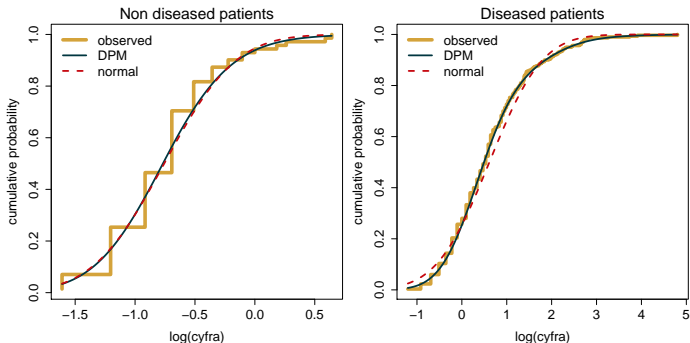 Non diseased patients
observed
DPM
normal
cumulative probability
1.0
0.8
0.6
0.4
0.2
0.0
−1.5 −1.0 −0.5 0.0 0.5
log(cyfra)
Diseased patients
observed
DPM
normal
cumulative probability
1.0
0.8
0.6
0.4
0.2
0.0
−1 0 1 2 3 4 5
log(cyfra)